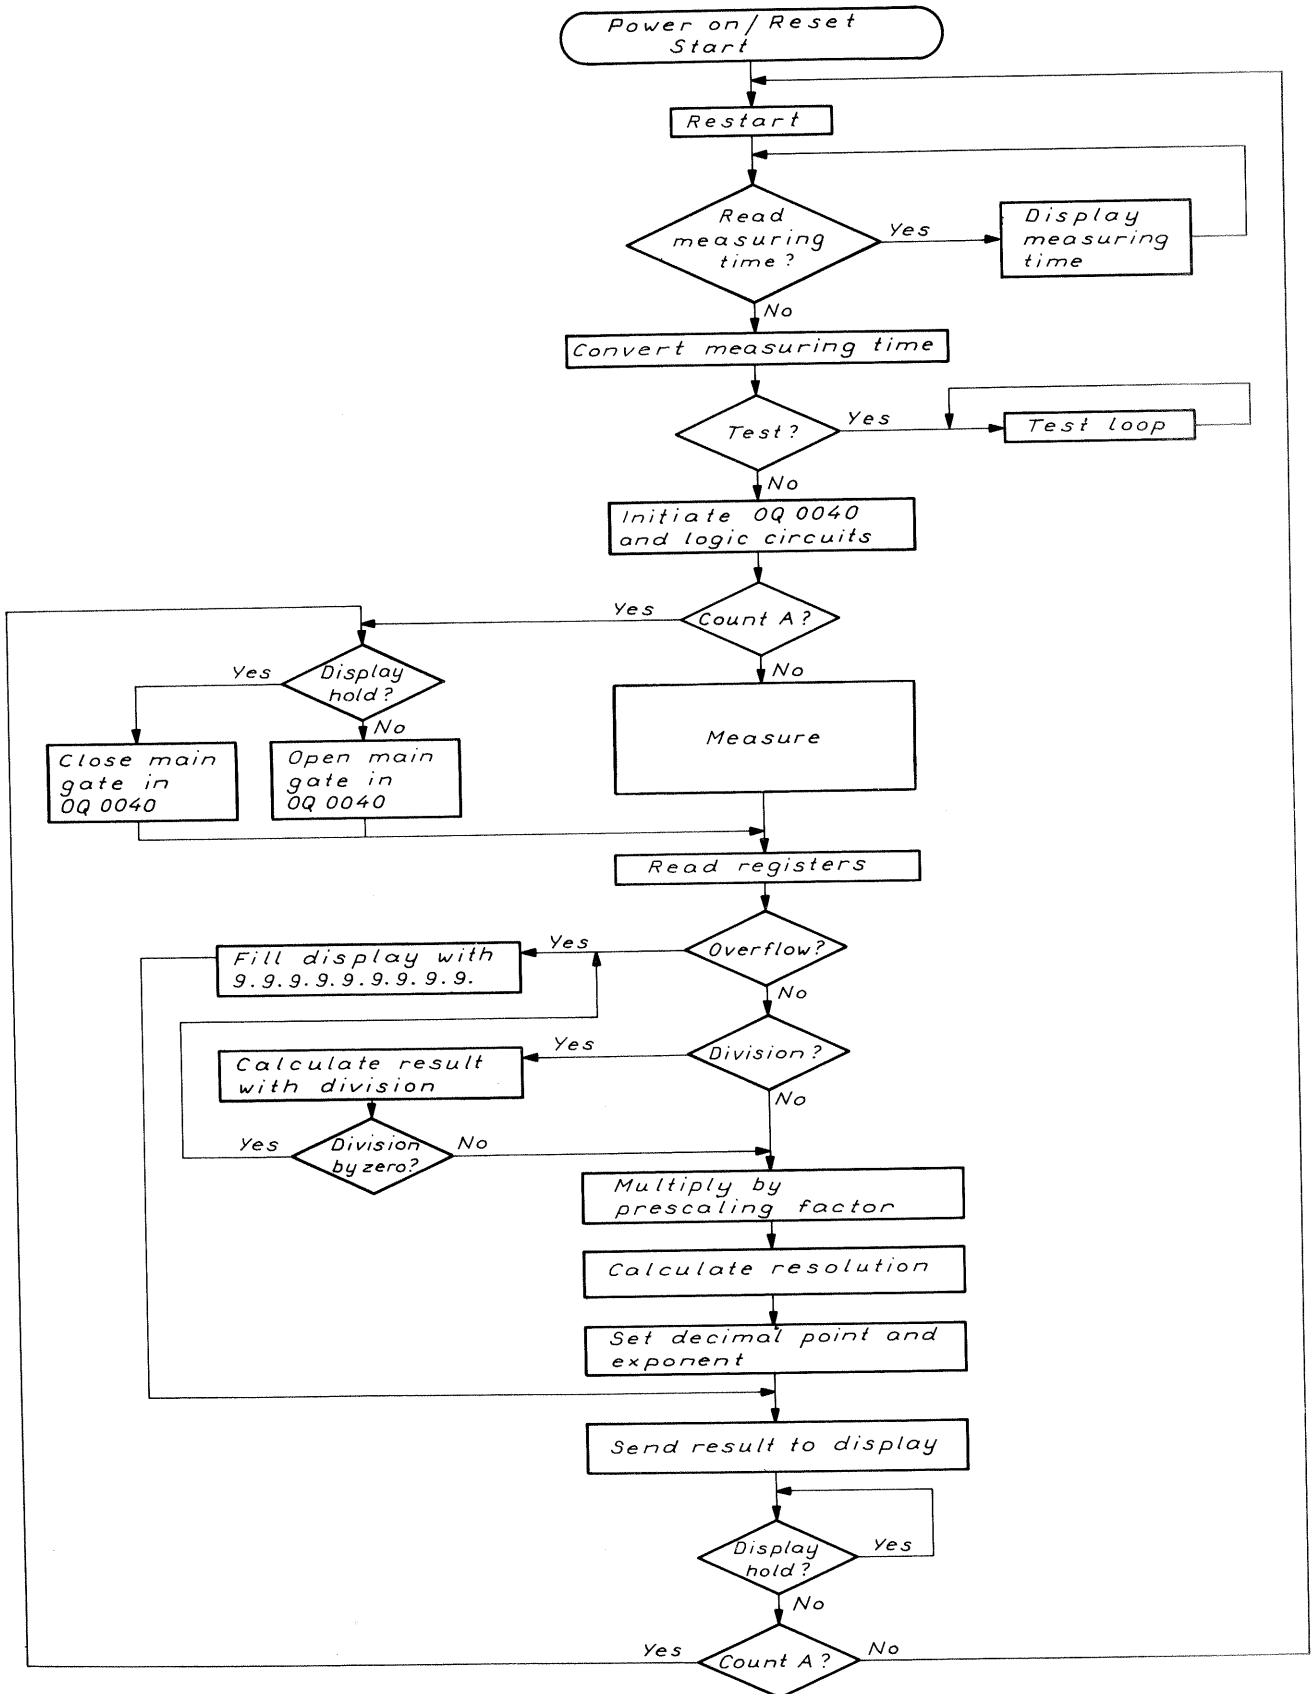 Power on / Reset
Start
Restart
Read
measuring
time?
Yes
Display
measuring
time
No
Convert measuring time
Test?
Yes
Test loop
No
Initiate OQ 0040
and logic circuits
Count A?
Yes
No
Display
hold?
Yes
No
Close main
gate in
OQ 0040
Open main
gate in
OQ 0040
Measure
Read registers
Overflow?
Yes
No
Fill display with
9.9.9.9.9.9.9.9.9.
Division?
Yes
No
Calculate result
with division
Division
by zero?
Yes
No
Multiply by
prescaling factor
Calculate resolution
Set decimal point and
exponent
Send result to display
Display
hold?
Yes
No
Count A?
Yes
No